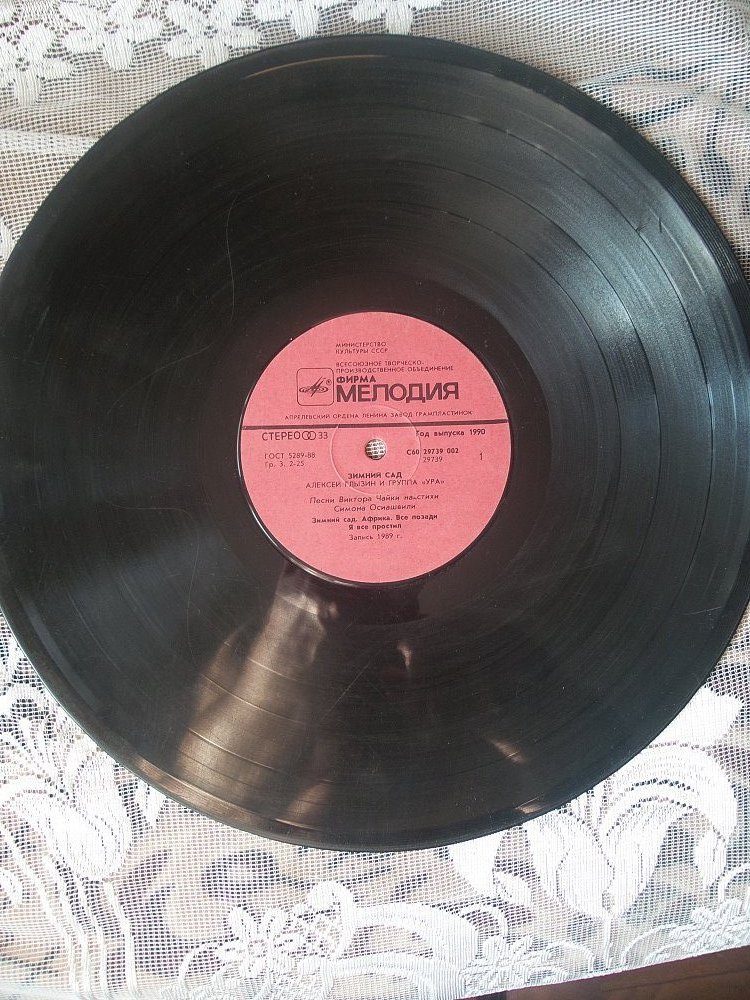 МИНИСТЕРСТВО
КУЛЬТУРЫ СССР
ВСЕСОЮЗНОЕ ТВОРЧЕСКО-
ПРОИЗВОДСТВЕННОЕ ОБЪЕДИНЕНИЕ
ФИРМА
МЕЛОДИЯ
АПРЕЛЕВСКИЙ ОРДЕНА ЛЕНИНА ЗАВОД ГРАМПЛАСТИНОК
СТЕРЕО 33 Год выпуска 1990
ГОСТ 5289-88 С60 29739 002
Гр. 3. 2-25 29739 1
ЗИМНИЙ САД
АЛЕКСЕЙ ГЛЫЗИН И ГРУППА «УРА»
Песни Виктора Чайки на стихи
Симона Осиашвили
Зимний сад. Африка. Все позади
Я все простил
Запись 1989 г.